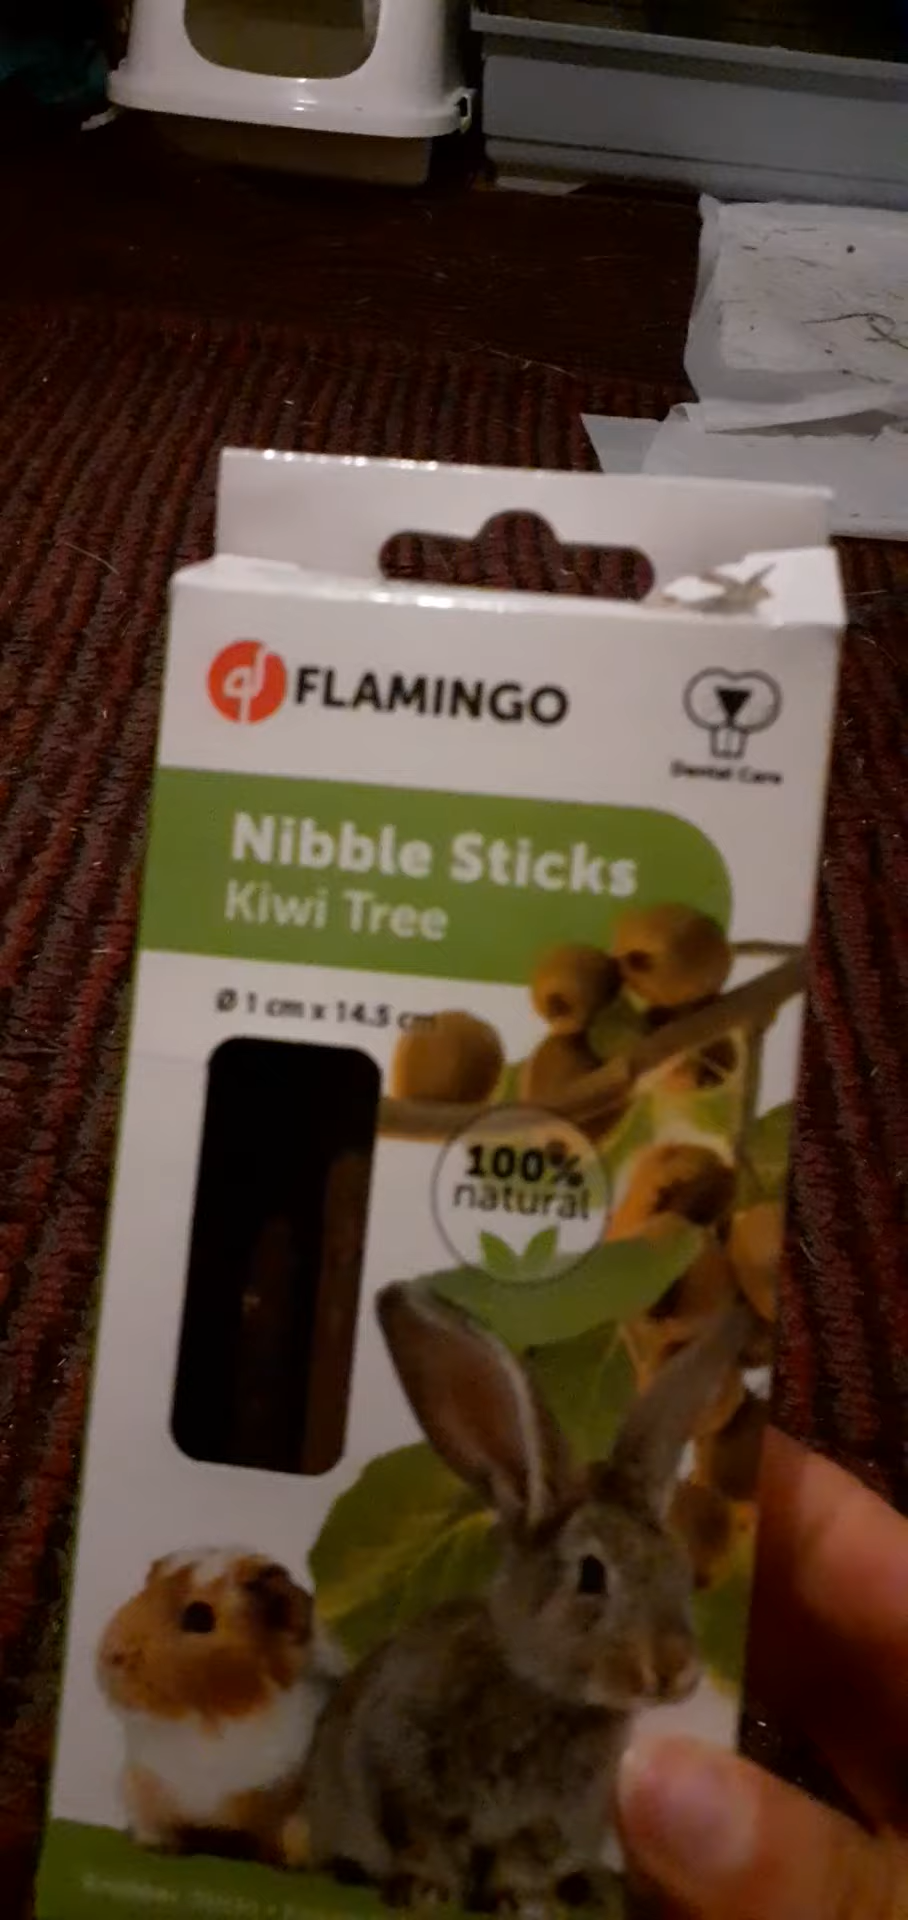 FLAMINGO
Dental Care
Nibble Sticks
Kiwi Tree
Ø 1 cm x 14.5 cm
100%
natural